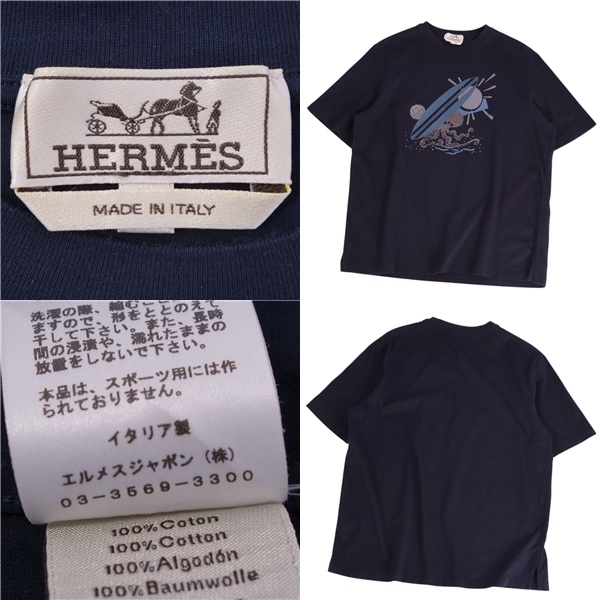 HERMÈS
MADE IN ITALY
洗濯の際、縮むこと
ますので、形をととのえて
干して下さい。また、長時
間の浸漬や、濡れたままの
放置をしないで下さい。
本品は、スポーツ用には作
られておりません。
イタリア製
エルメスジャポン（株）
03-3569-3300
100%Coton
100%Cotton
100%Algodón
100%Baumwolle